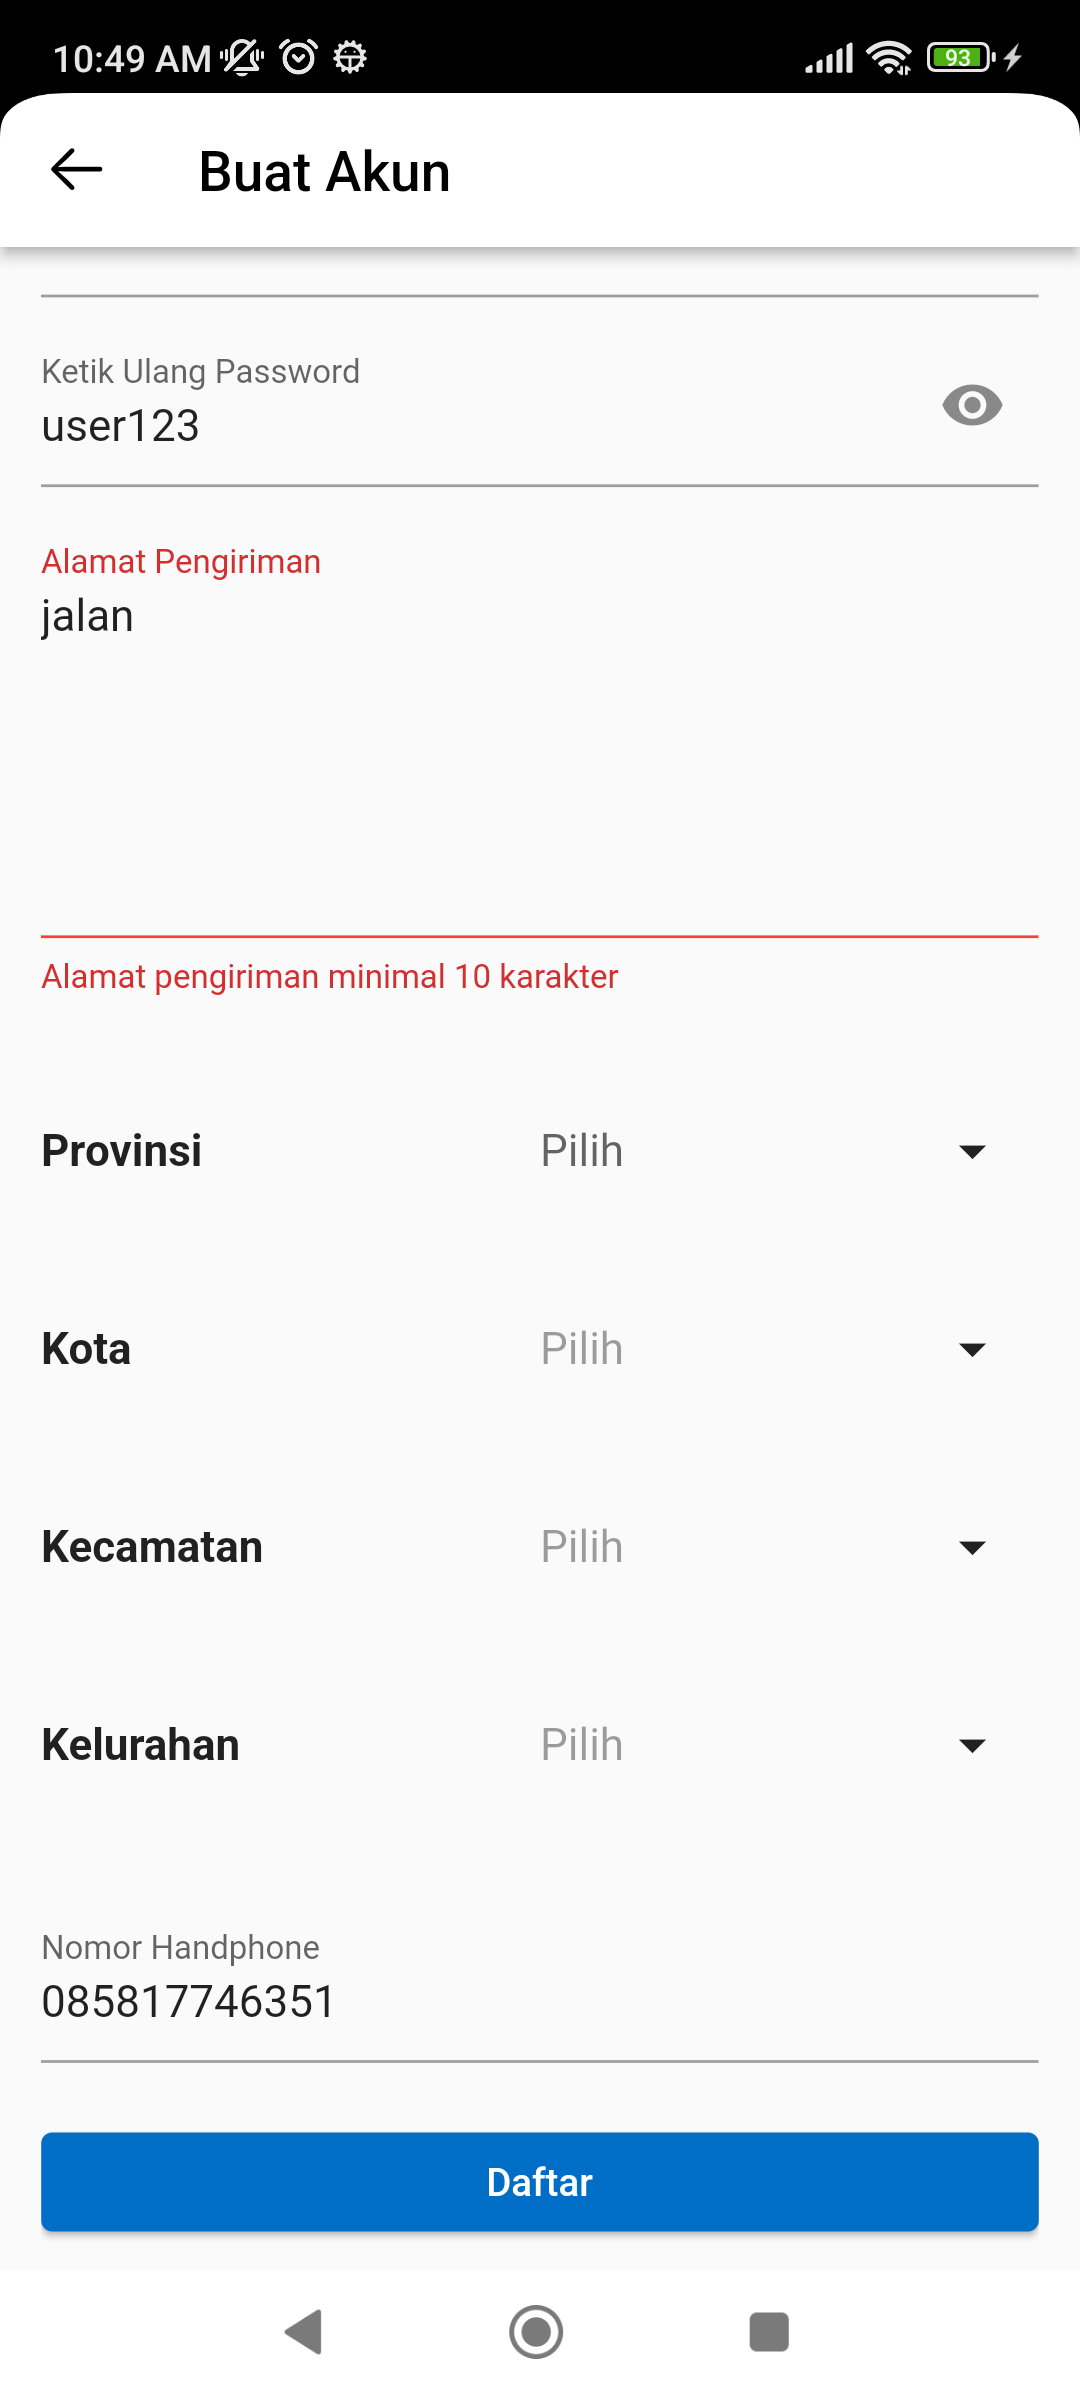 10:49 AM
93
Buat Akun
Ketik Ulang Password
user123
Alamat Pengiriman
jalan
Alamat pengiriman minimal 10 karakter
Provinsi Pilih
Kota Pilih
Kecamatan Pilih
Kelurahan Pilih
Nomor Handphone
085817746351
Daftar